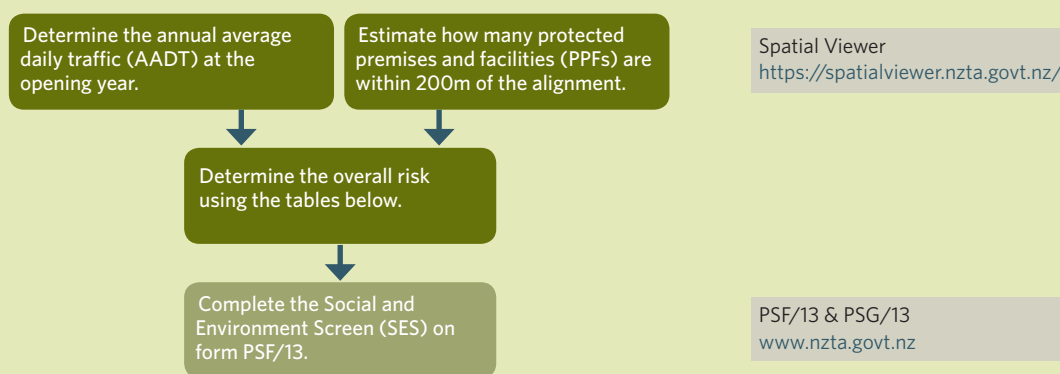 Determine the annual average
daily traffic (AADT) at the
opening year.
Estimate how many protected
premises and facilities (PPFs) are
within 200m of the alignment.
Spatial Viewer
https://spatialviewer.nzta.govt.nz/
Determine the overall risk
using the tables below.
Complete the Social and
Environment Screen (SES) on
form PSF/13.
PSF/13 & PSG/13
www.nzta.govt.nz